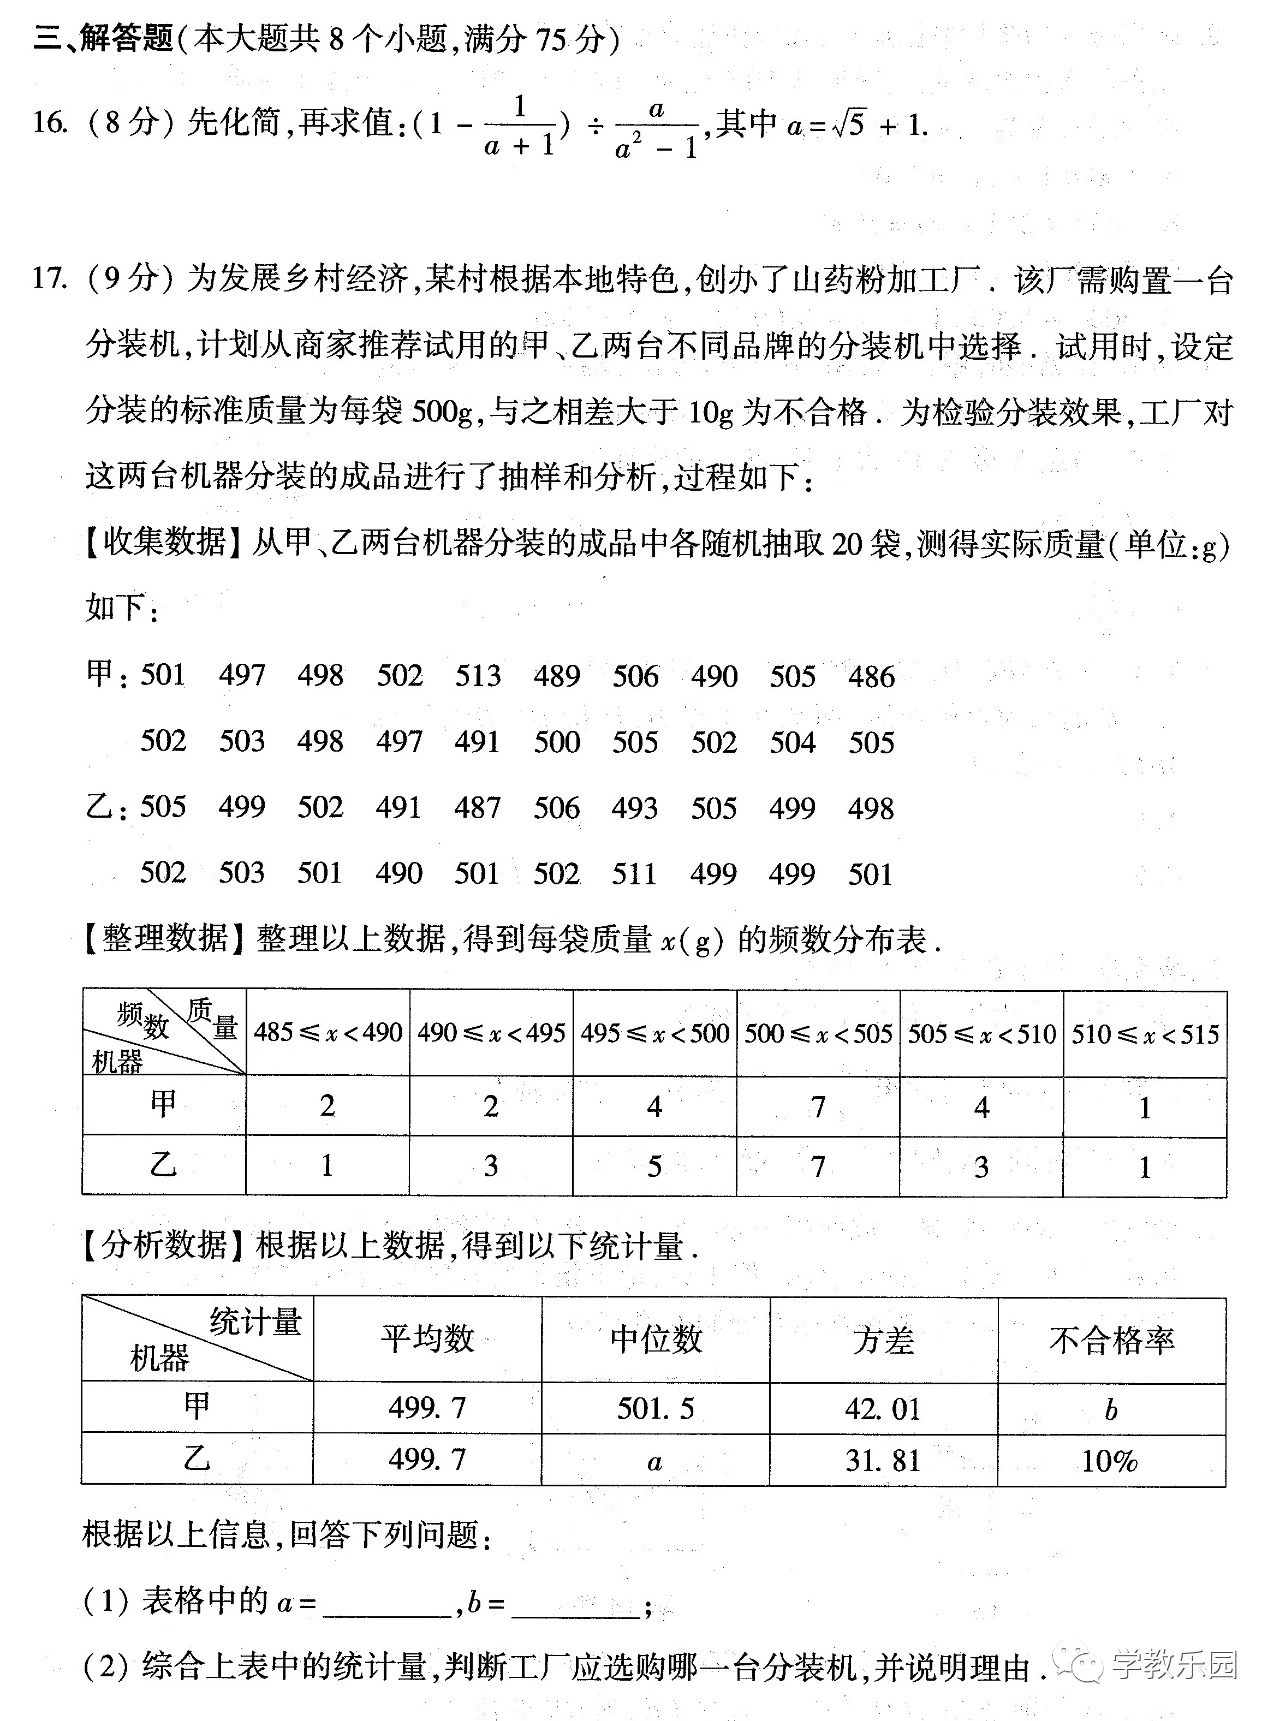 三、解答题(本大题共8个小题,满分75分)
16. (8分) 先化简,再求值:(1 - 1/(a + 1)) ÷ a/(a² - 1),其中 a=√5 + 1.
17. (9分) 为发展乡村经济,某村根据本地特色,创办了山药粉加工厂. 该厂需购置一台
分装机,计划从商家推荐试用的甲、乙两台不同品牌的分装机中选择. 试用时,设定
分装的标准质量为每袋 500g,与之相差大于 10g 为不合格. 为检验分装效果,工厂对
这两台机器分装的成品进行了抽样和分析,过程如下:
【收集数据】从甲、乙两台机器分装的成品中各随机抽取 20 袋,测得实际质量(单位:g)
如下:
甲: 501 497 498 502 513 489 506 490 505 486
502 503 498 497 491 500 505 502 504 505
乙: 505 499 502 491 487 506 493 505 499 498
502 503 501 490 501 502 511 499 499 501
【整理数据】整理以上数据,得到每袋质量 x(g) 的频数分布表.
频数 质量 机器 485≤x<490 490≤x<495 495≤x<500 500≤x<505 505≤x<510 510≤x<515
甲 2 2 4 7 4 1
乙 1 3 5 7 3 1
【分析数据】根据以上数据,得到以下统计量.
统计量 机器 平均数 中位数 方差 不合格率
甲 499.7 501.5 42.01 b
乙 499.7 a 31.81 10%
根据以上信息,回答下列问题:
(1) 表格中的 a=________,b=________;
(2) 综合上表中的统计量,判断工厂应选购哪一台分装机,并说明理由.
学教乐园